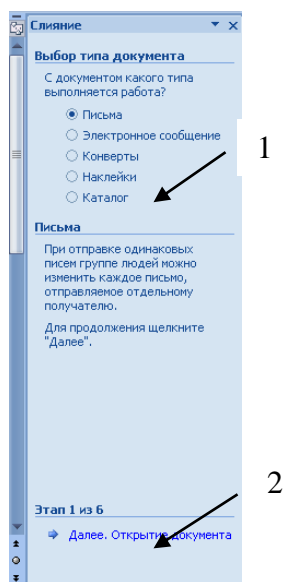 Слияние
Выбор типа документа
С документом какого типа
выполняется работа?
Письма
Электронное сообщение
Конверты
Наклейки
Каталог
1
Письма
При отправке одинаковых
писем группе людей можно
изменить каждое письмо,
отправляемое отдельному
получателю.
Для продолжения щелкните
"Далее".
2
Этап 1 из 6
Далее. Открытие документа